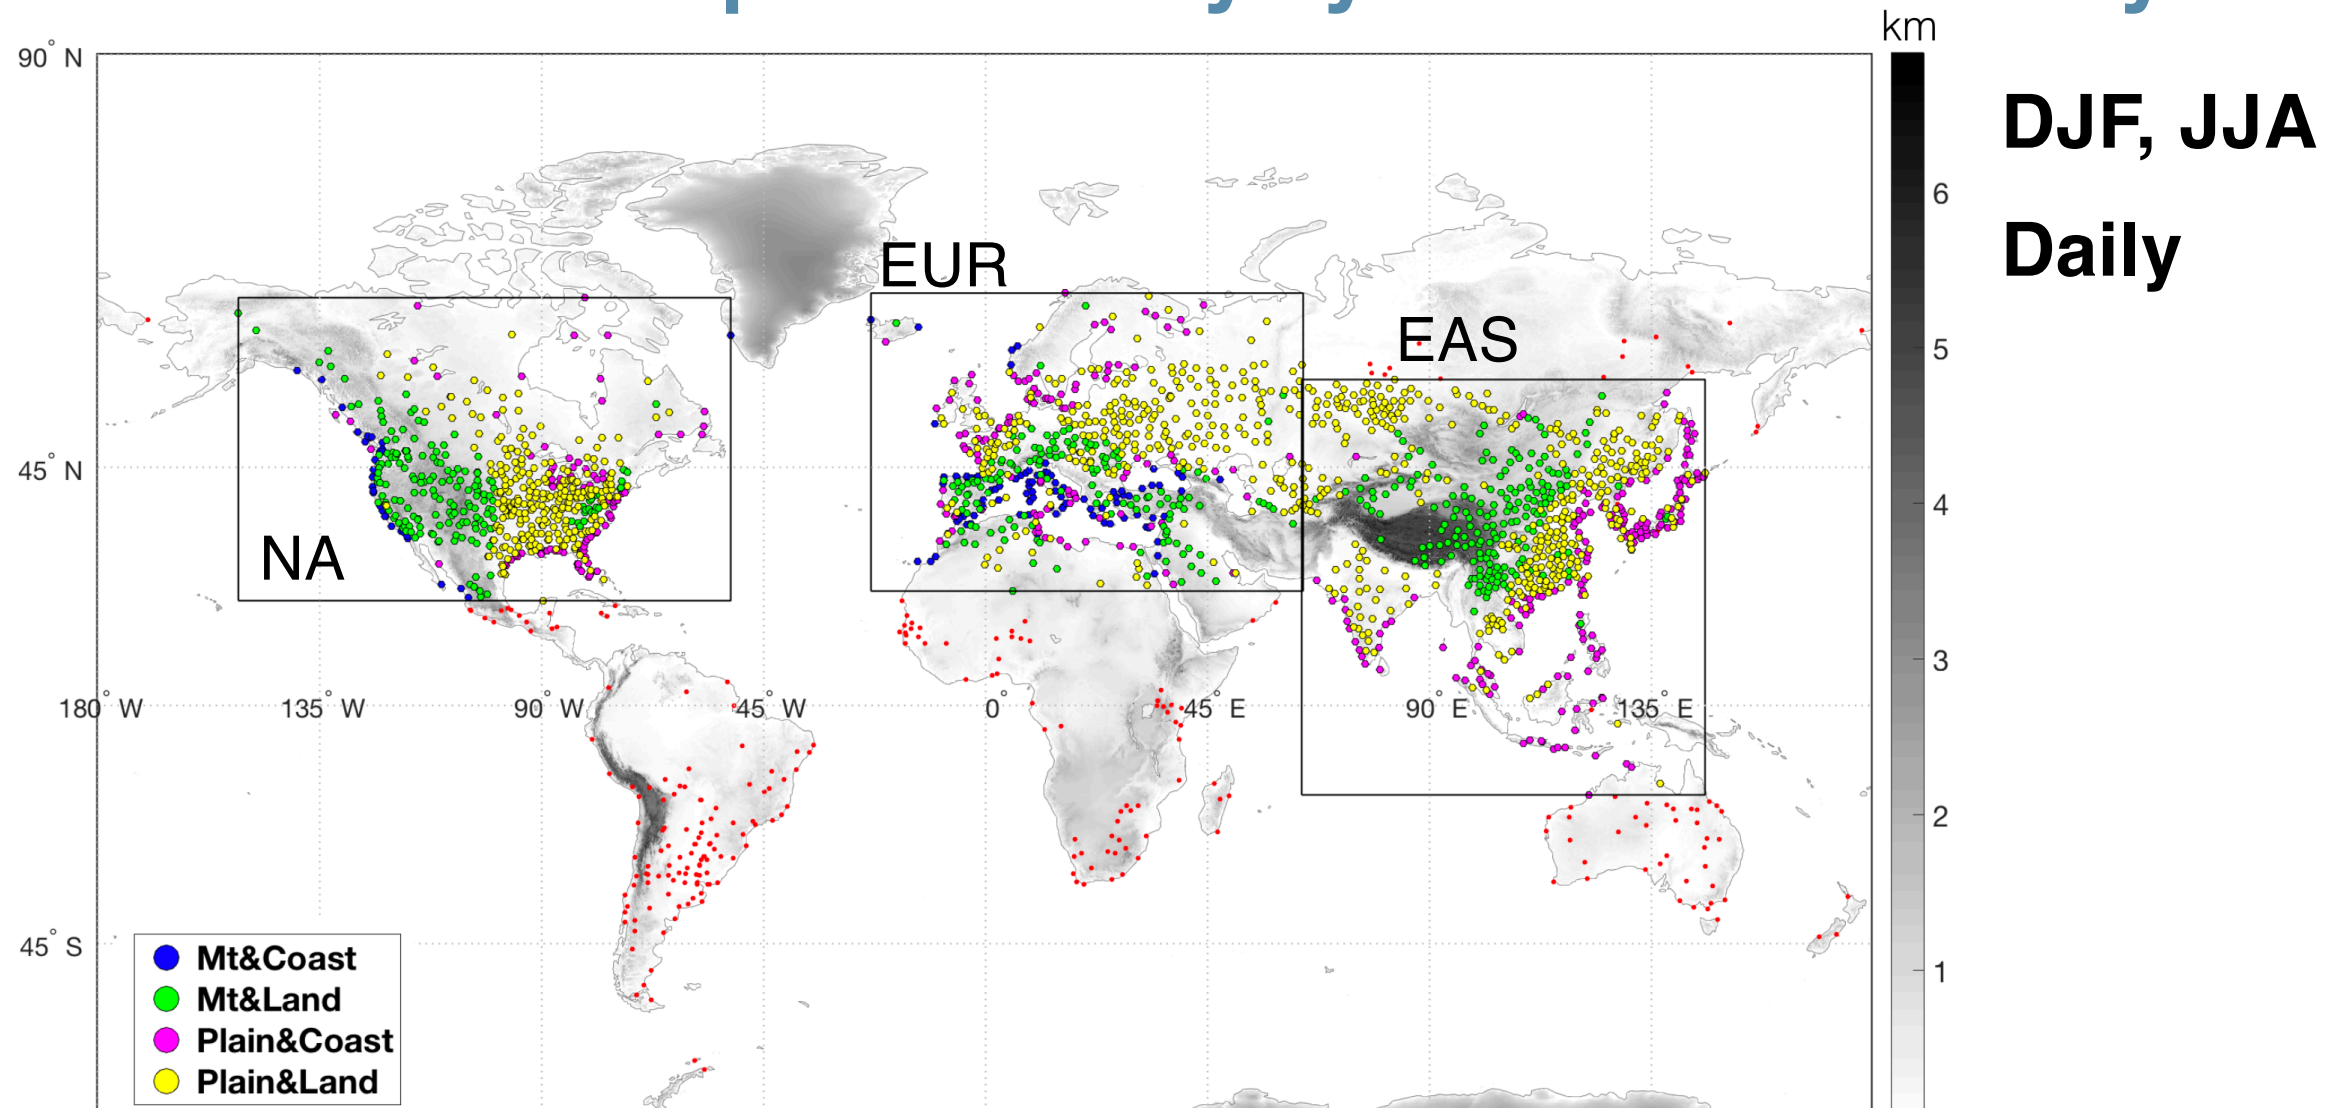 km
90° N
DJF, JJA
6
Daily
EUR
EAS
5
45° N
4
NA
3
180° W
135° W
90° W
45° W
0°
45° E
90° E
135° E
2
45° S
1
Mt&Coast
Mt&Land
Plain&Coast
Plain&Land